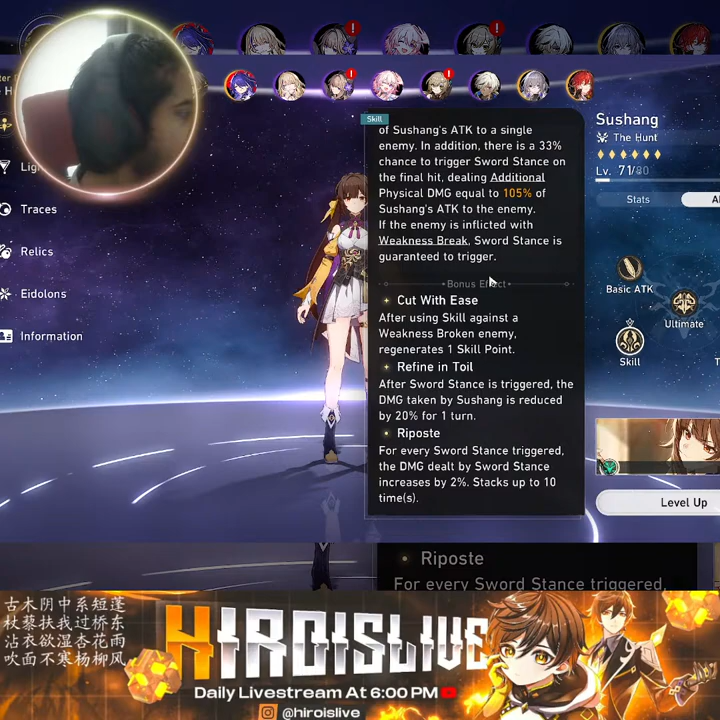 Skill
of Sushang's ATK to a single
enemy. In addition, there is a 33%
chance to trigger Sword Stance on
the final hit, dealing Additional
Physical DMG equal to 105% of
Sushang's ATK to the enemy.
If the enemy is inflicted with
Weakness Break, Sword Stance is
guaranteed to trigger.
Bonus Effect
Cut With Ease
After using Skill against a
Weakness Broken enemy,
regenerates 1 Skill Point.
Refine in Toil
After Sword Stance is triggered, the
DMG taken by Sushang is reduced
by 20% for 1 turn.
Riposte
For every Sword Stance triggered,
the DMG dealt by Sword Stance
increases by 2%. Stacks up to 10
time(s).
Traces
Relics
Eidolons
Information
Sushang
The Hunt
Lv. 71/80
Stats
Basic ATK
Ultimate
Skill
Level Up
Riposte
For every Sword Stance triggered,
古木阴中系短蓬
杖藜扶我过桥东
沾衣欲湿杏花雨
吹面不寒杨柳风
HIROISLIVE
Daily Livestream At 6:00 PM
@hiroislive